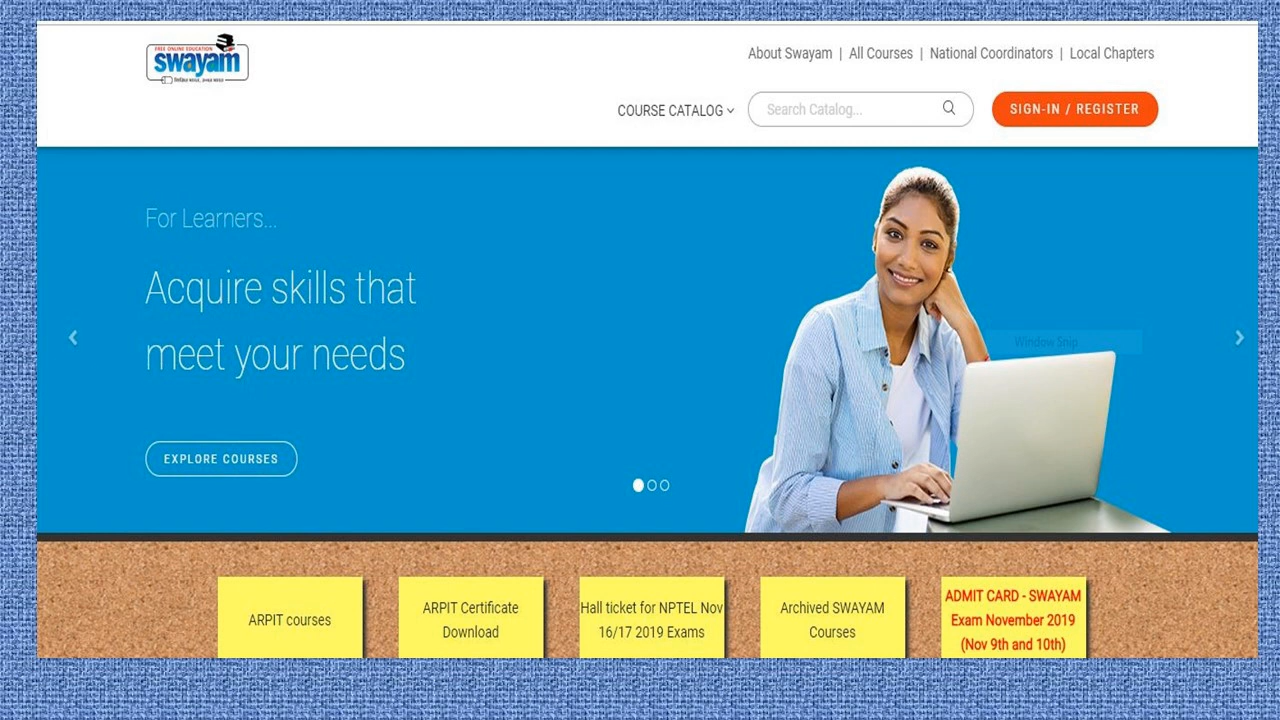 FREE ONLINE EDUCATION
swayam
About Swayam | All Courses | National Coordinators | Local Chapters
COURSE CATALOG
Search Catalog...
SIGN-IN / REGISTER
For Learners...
Acquire skills that
meet your needs
Window Snip
EXPLORE COURSES
ARPIT courses
ARPIT Certificate
Download
Hall ticket for NPTEL Nov
16/17 2019 Exams
Archived SWAYAM
Courses
ADMIT CARD - SWAYAM
Exam November 2019
(Nov 9th and 10th)